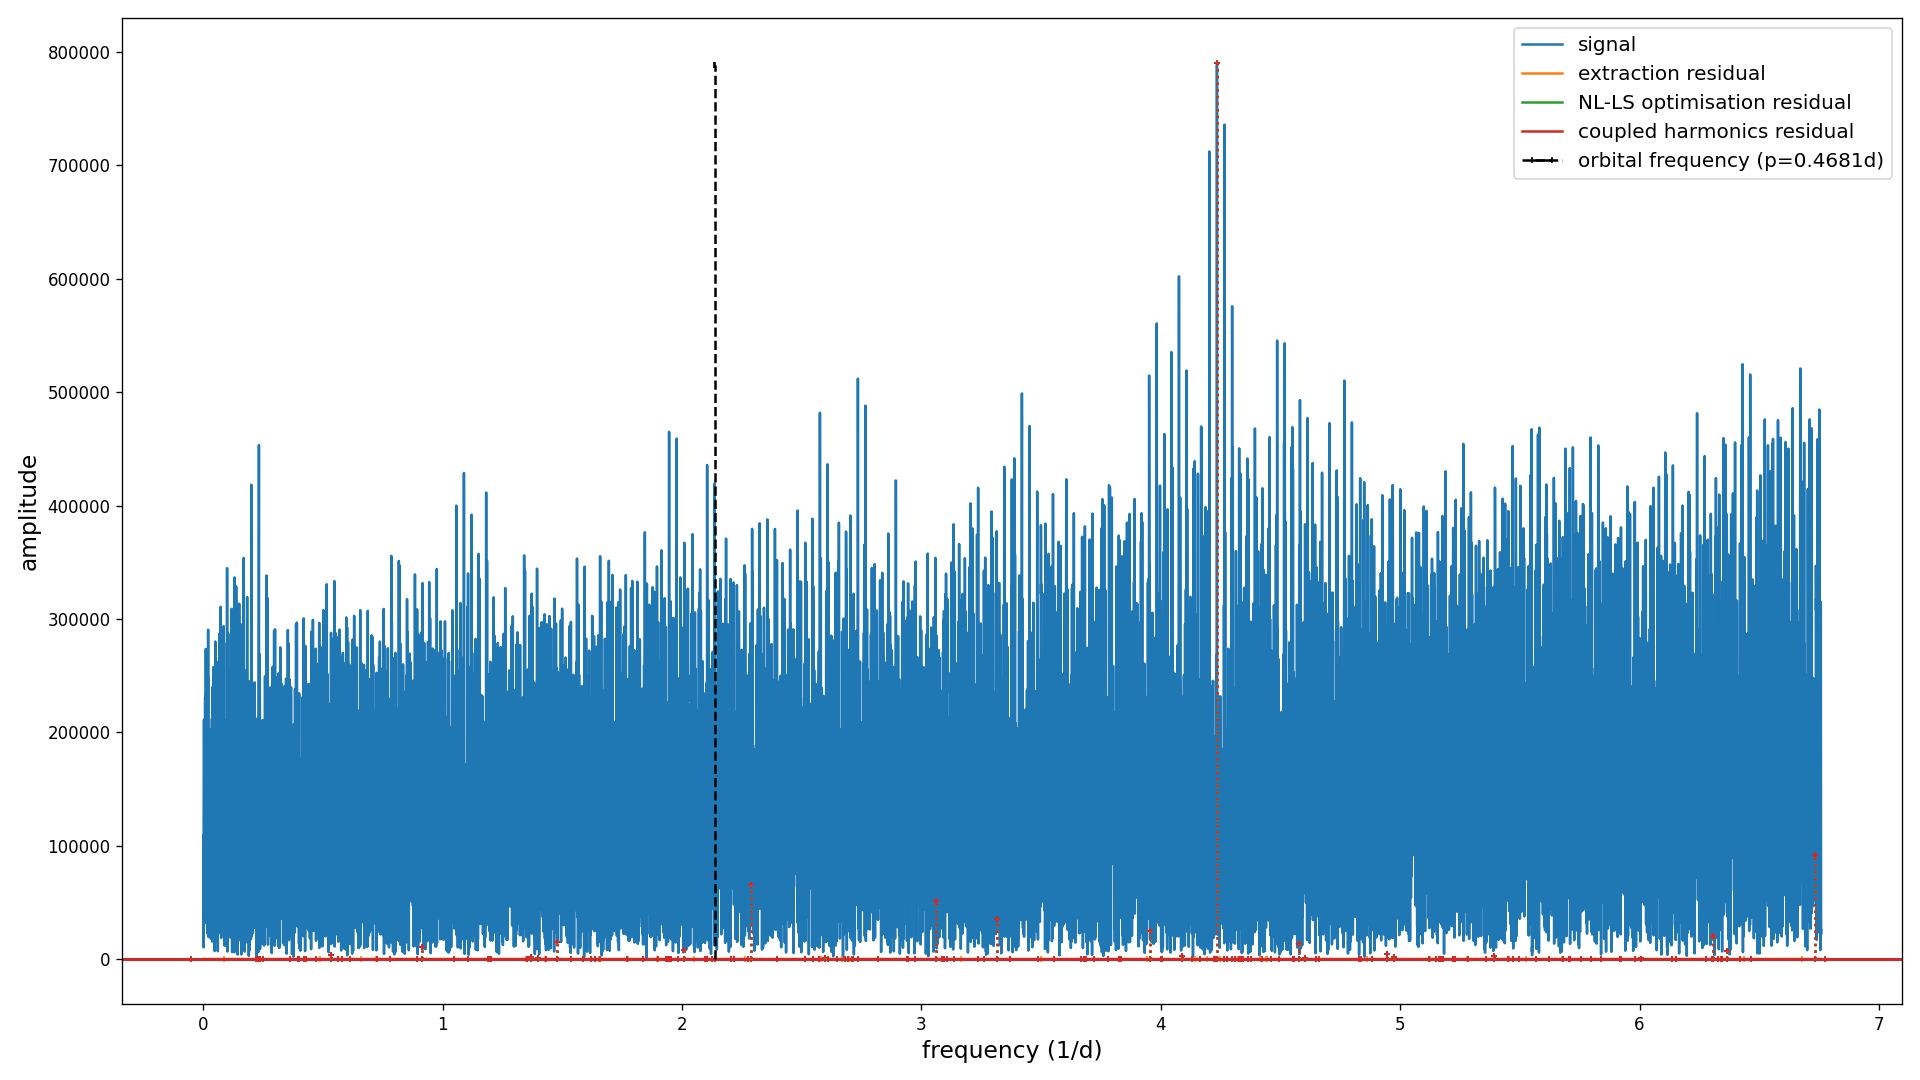 800000
700000
600000
500000
400000
300000
200000
100000
0
amplitude
0 1 2 3 4 5 6 7
frequency (1/d)
signal
extraction residual
NL-LS optimisation residual
coupled harmonics residual
orbital frequency (p=0.4681d)